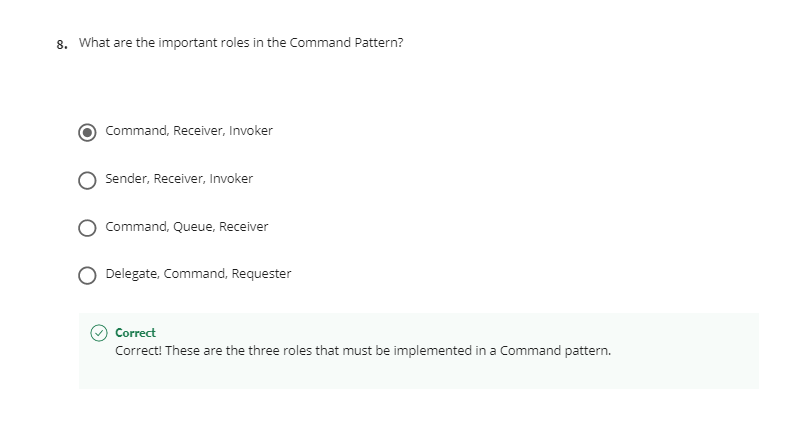 8. What are the important roles in the Command Pattern?
Command, Receiver, Invoker
Sender, Receiver, Invoker
Command, Queue, Receiver
Delegate, Command, Requester
Correct
Correct! These are the three roles that must be implemented in a Command pattern.